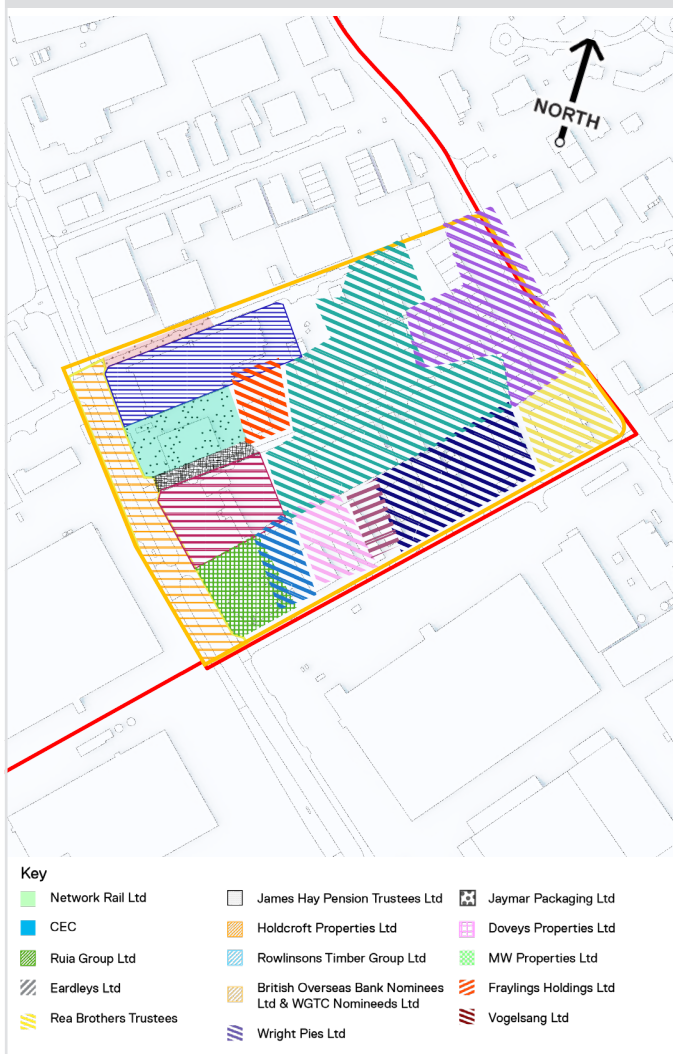 NORTH
Key
Network Rail Ltd
CEC
Ruia Group Ltd
Eardleys Ltd
Rea Brothers Trustees
James Hay Pension Trustees Ltd
Holdcroft Properties Ltd
Rowlinsons Timber Group Ltd
British Overseas Bank Nominees
Ltd & WGTC Nomineeds Ltd
Wright Pies Ltd
Jaymar Packaging Ltd
Doveys Properties Ltd
MW Properties Ltd
Fraylings Holdings Ltd
Vogelsang Ltd